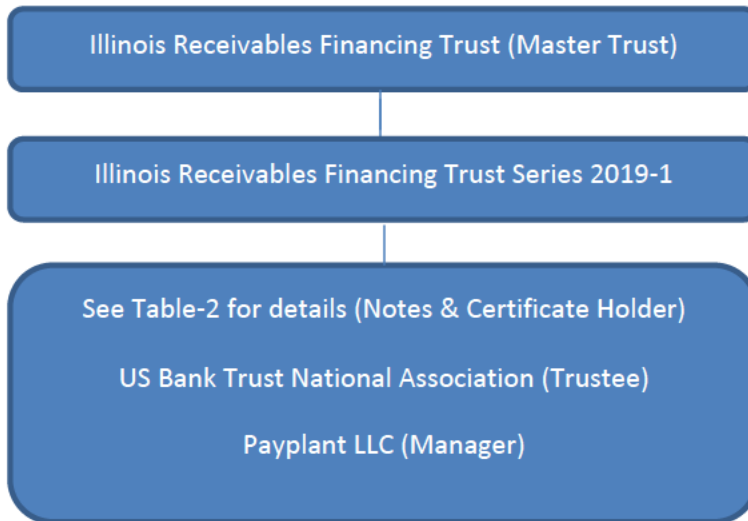 Illinois Receivables Financing Trust (Master Trust)
Illinois Receivables Financing Trust Series 2019-1
See Table-2 for details (Notes & Certificate Holder)
US Bank Trust National Association (Trustee)
Payplant LLC (Manager)